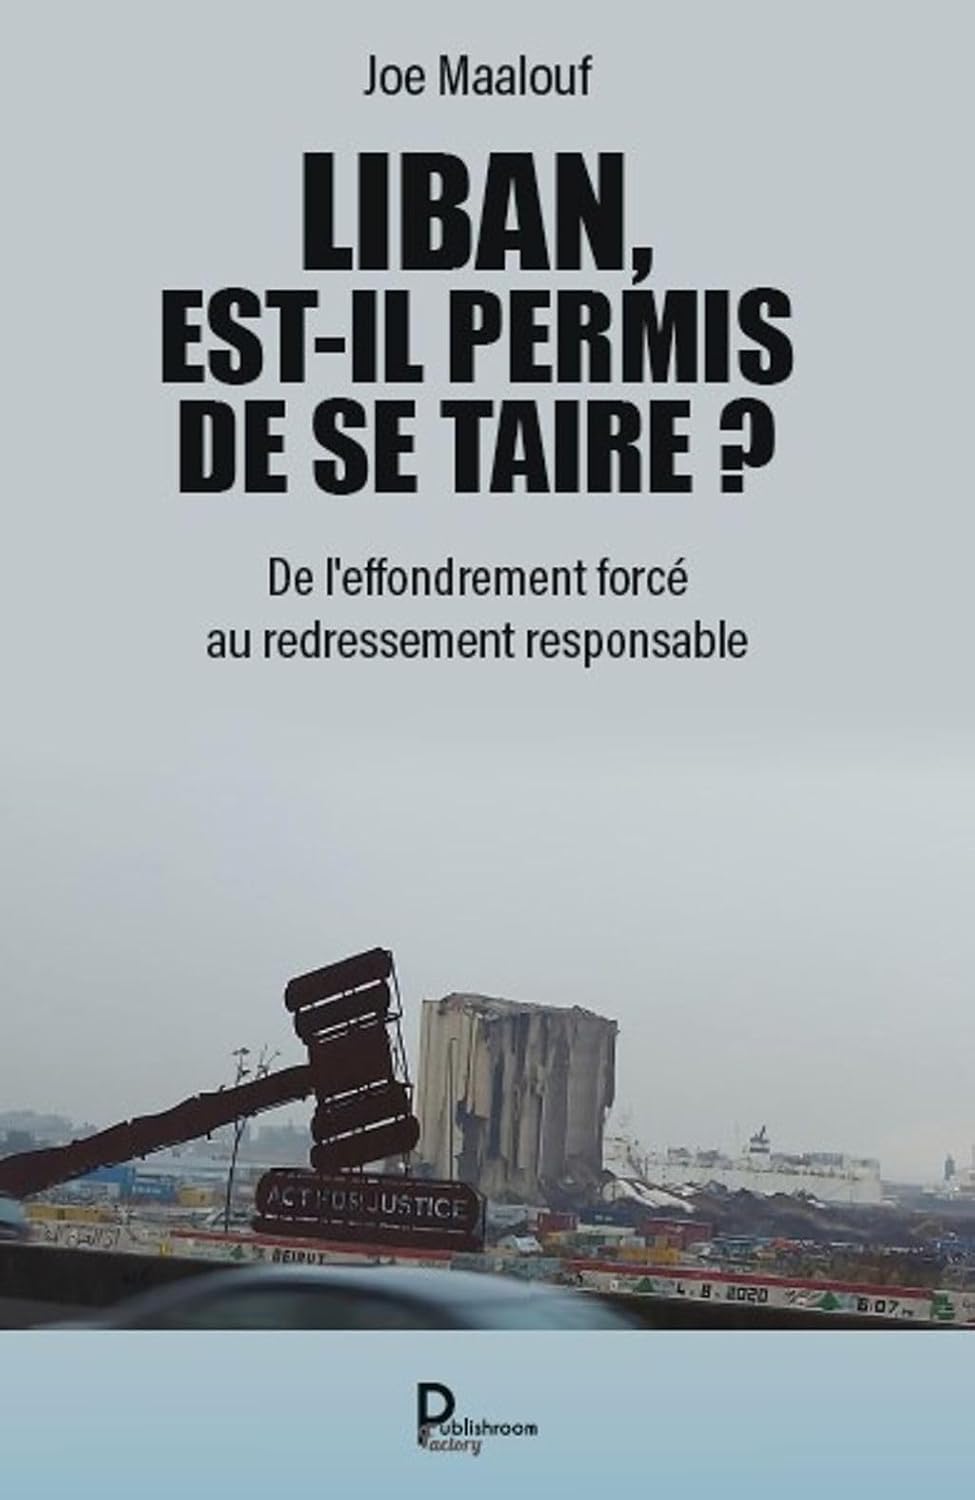 Joe Maalouf
LIBAN,
EST-IL PERMIS
DE SE TAIRE ?
De l'effondrement forcé
au redressement responsable
ACT FOR JUSTICE
BEIRUT
4.8.2020
6:07 PM
Publishroom
Factory